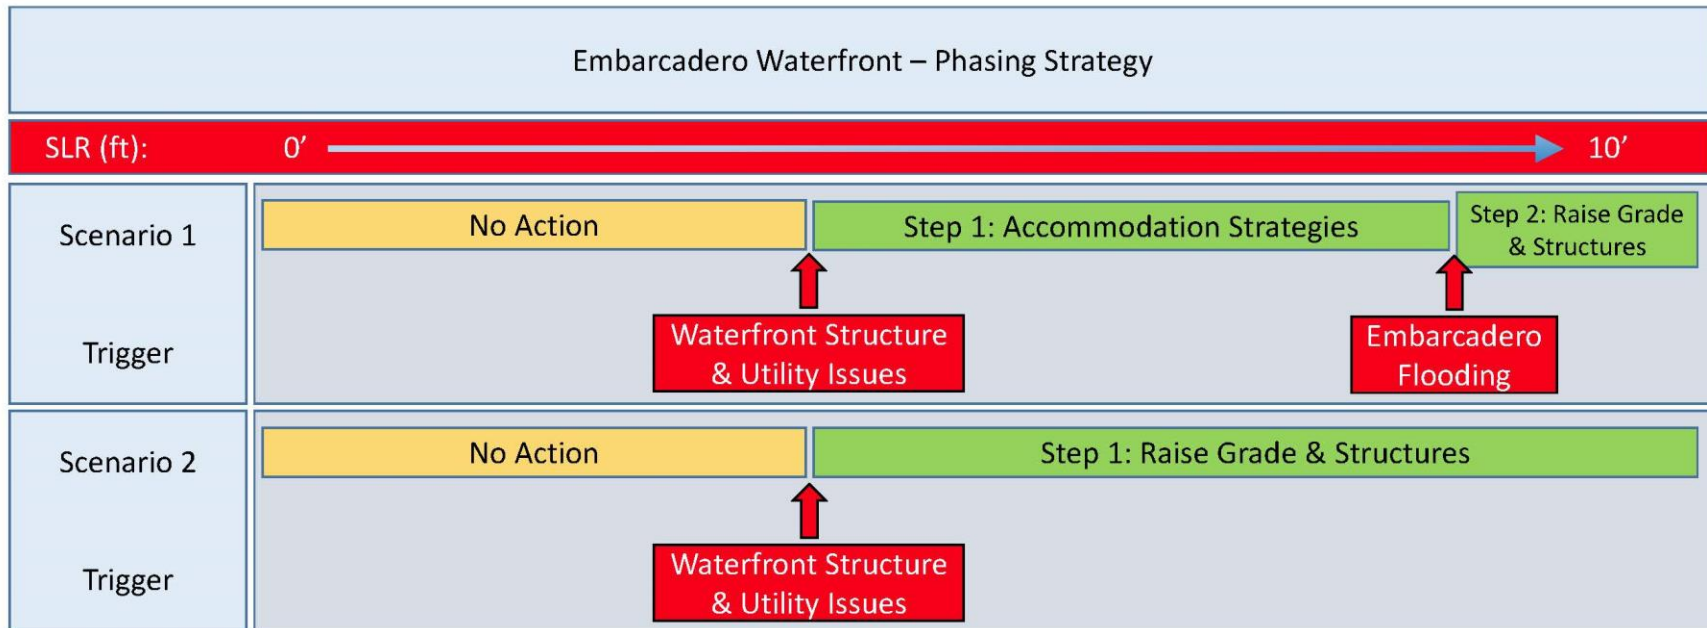 Embarcadero Waterfront – Phasing Strategy
SLR (ft): 0’ 10’
Scenario 1
No Action
Step 1: Accommodation Strategies
Step 2: Raise Grade
& Structures
Trigger
Waterfront Structure
& Utility Issues
Embarcadero
Flooding
Scenario 2
No Action
Step 1: Raise Grade & Structures
Trigger
Waterfront Structure
& Utility Issues